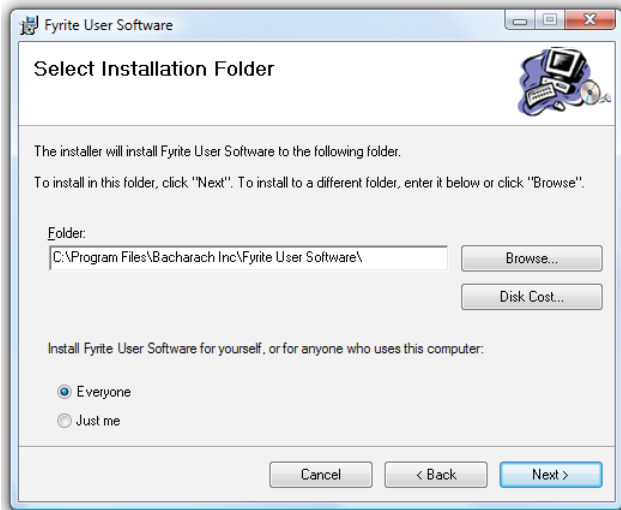 Fyrite User Software
Select Installation Folder
The installer will install Fyrite User Software to the following folder.
To install in this folder, click "Next". To install to a different folder, enter it below or click "Browse".
Folder:
C:\Program Files\Bacharach Inc\Fyrite User Software\
Browse...
Disk Cost...
Install Fyrite User Software for yourself, or for anyone who uses this computer:
Everyone
Just me
Cancel
< Back
Next >